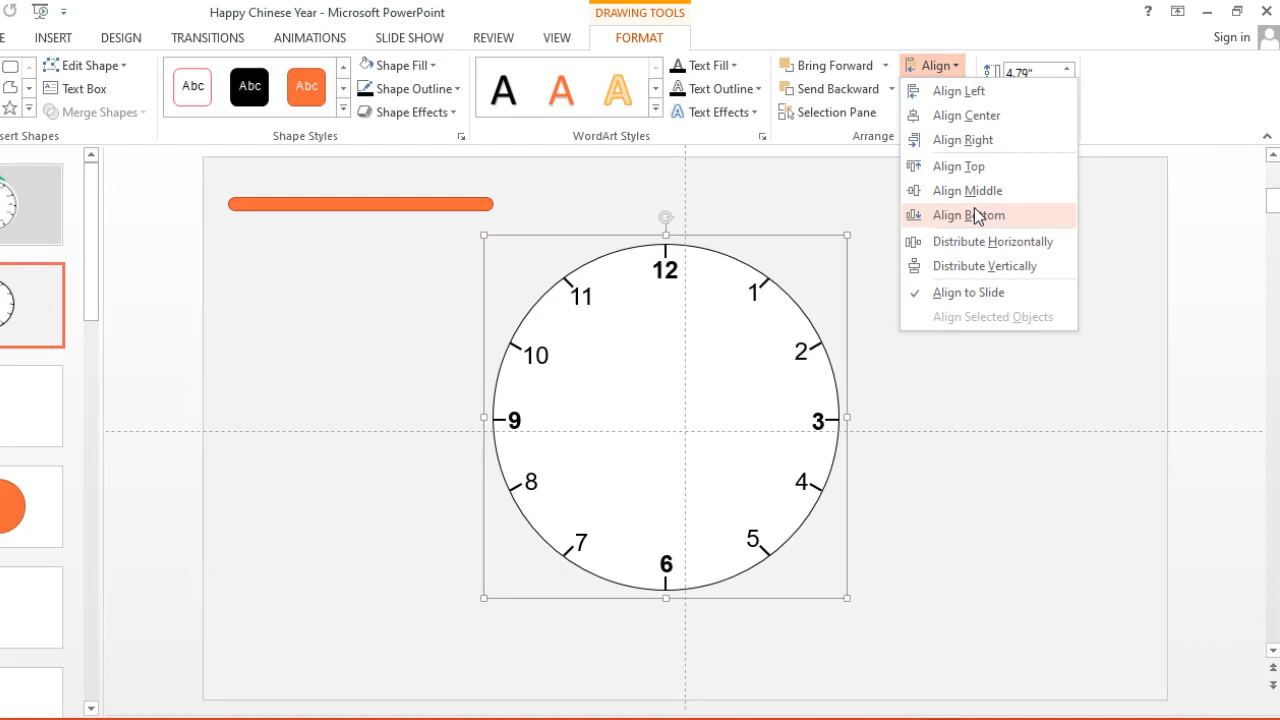 Happy Chinese Year - Microsoft PowerPoint
DRAWING TOOLS
?
E INSERT DESIGN TRANSITIONS ANIMATIONS SLIDE SHOW REVIEW VIEW FORMAT
Sign in
Edit Shape
Text Box
Merge Shapes
nsert Shapes
Abc Abc Abc
Shape Fill
Shape Outline
Shape Effects
Shape Styles
A A A
Text Fill
Text Outline
Text Effects
WordArt Styles
Bring Forward
Send Backward
Selection Pane
Arrange
Align
4.79"
Align Left
Align Center
Align Right
Align Top
Align Middle
Align Bottom
Distribute Horizontally
Distribute Vertically
Align to Slide
Align Selected Objects
12
11 1
10 2
9 3
8 4
7 5
6